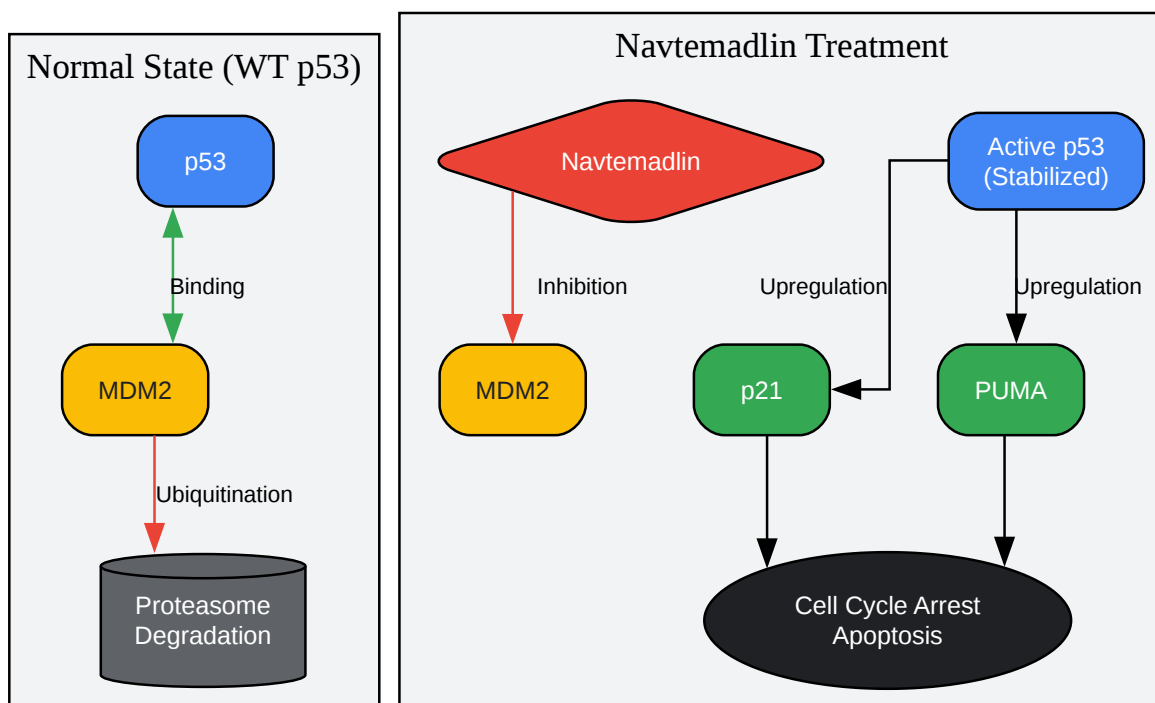 Normal State (WT p53)
p53
Binding
MDM2
Ubiquitination
Proteasome
Degradation
Navtemadlin Treatment
Navtemadlin
Active p53
(Stabilized)
Inhibition
Upregulation
Upregulation
MDM2
p21
PUMA
Cell Cycle Arrest
Apoptosis